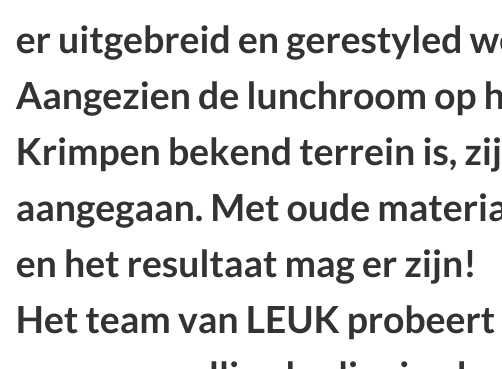 er uitgebreid en gerestyled
Aangezien de lunchroom op
Krimpen bekend terrein is,
aangegaan. Met oude
en het resultaat mag er zijn!
Het team van LEUK probeert